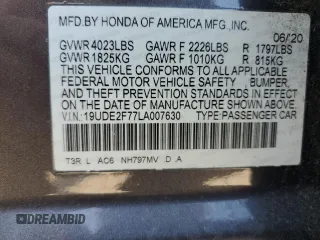 MFD. BY HONDA OF AMERICA MFG.,INC.
06/20
GVWR 4023LBS GAWR F 2226LBS R 1797LBS
GVWR 1825KG GAWR F 1010KG R 815KG
THIS VEHICLE CONFORMS TO ALL APPLICABLE
FEDERAL MOTOR VEHICLE SAFETY BUMPER,
AND THEFT PREVENTION STANDARDS IN EFFECT
ON THE DATE OF MANUFACTURE SHOWN ABOVE.
V.I.N:19UDE2F77LA007630 TYPE:PASSENGER CAR
T3R L AC6 NH797MV D A
©DREAMBID DREAMBID.COM